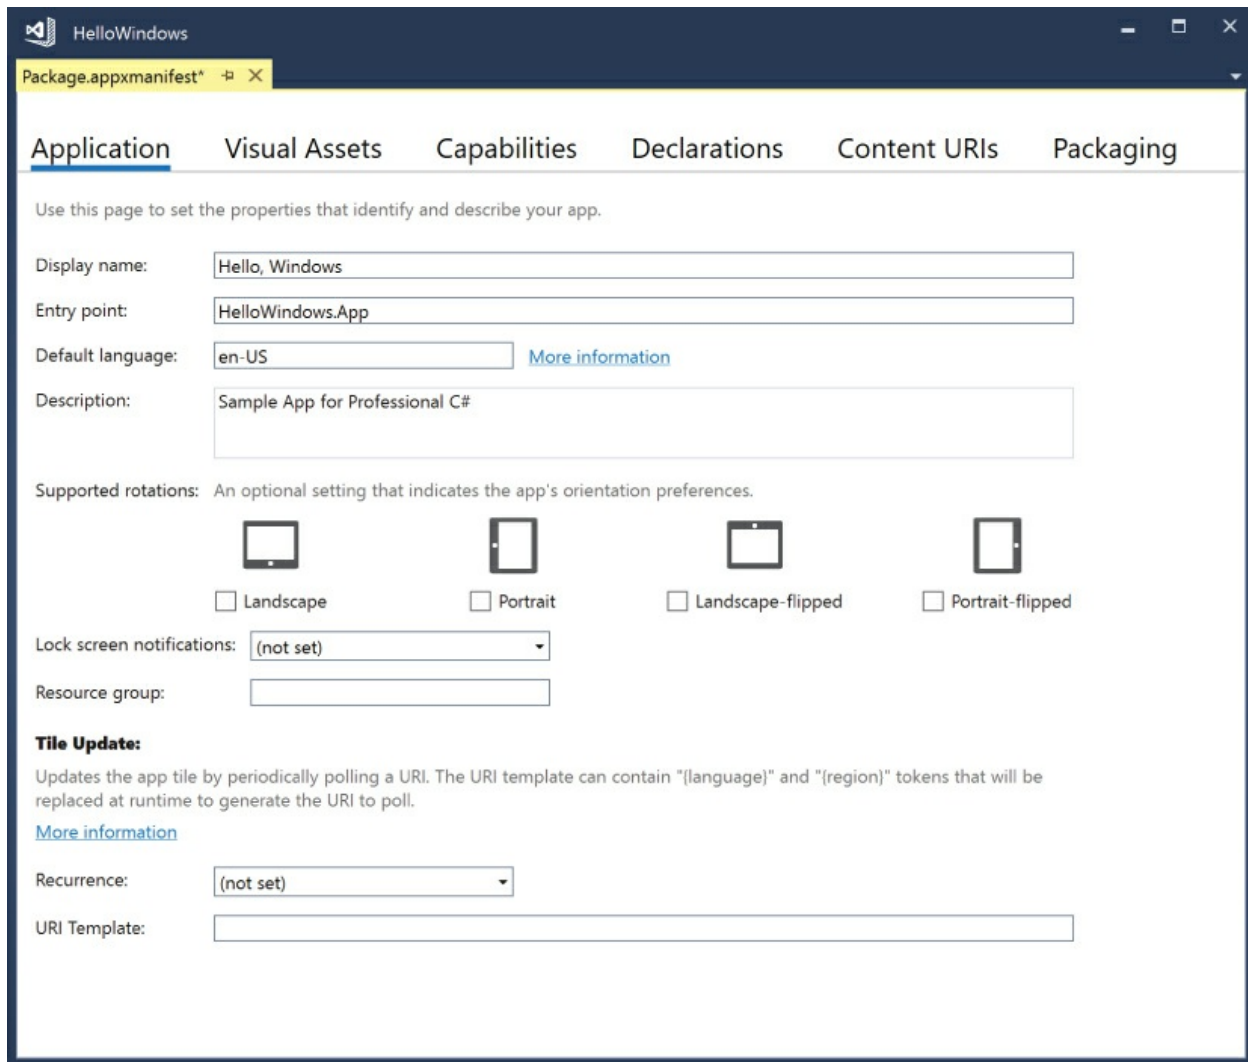 HelloWindows
Package.appxmanifest*
Application Visual Assets Capabilities Declarations Content URIs Packaging
Use this page to set the properties that identify and describe your app.
Display name: Hello, Windows
Entry point: HelloWindows.App
Default language: en-US More information
Description: Sample App for Professional C#
Supported rotations: An optional setting that indicates the app's orientation preferences.
Landscape Portrait Landscape-flipped Portrait-flipped
Lock screen notifications: (not set)
Resource group:
Tile Update:
Updates the app tile by periodically polling a URI. The URI template can contain "{language}" and "{region}" tokens that will be
replaced at runtime to generate the URI to poll.
More information
Recurrence: (not set)
URI Template: